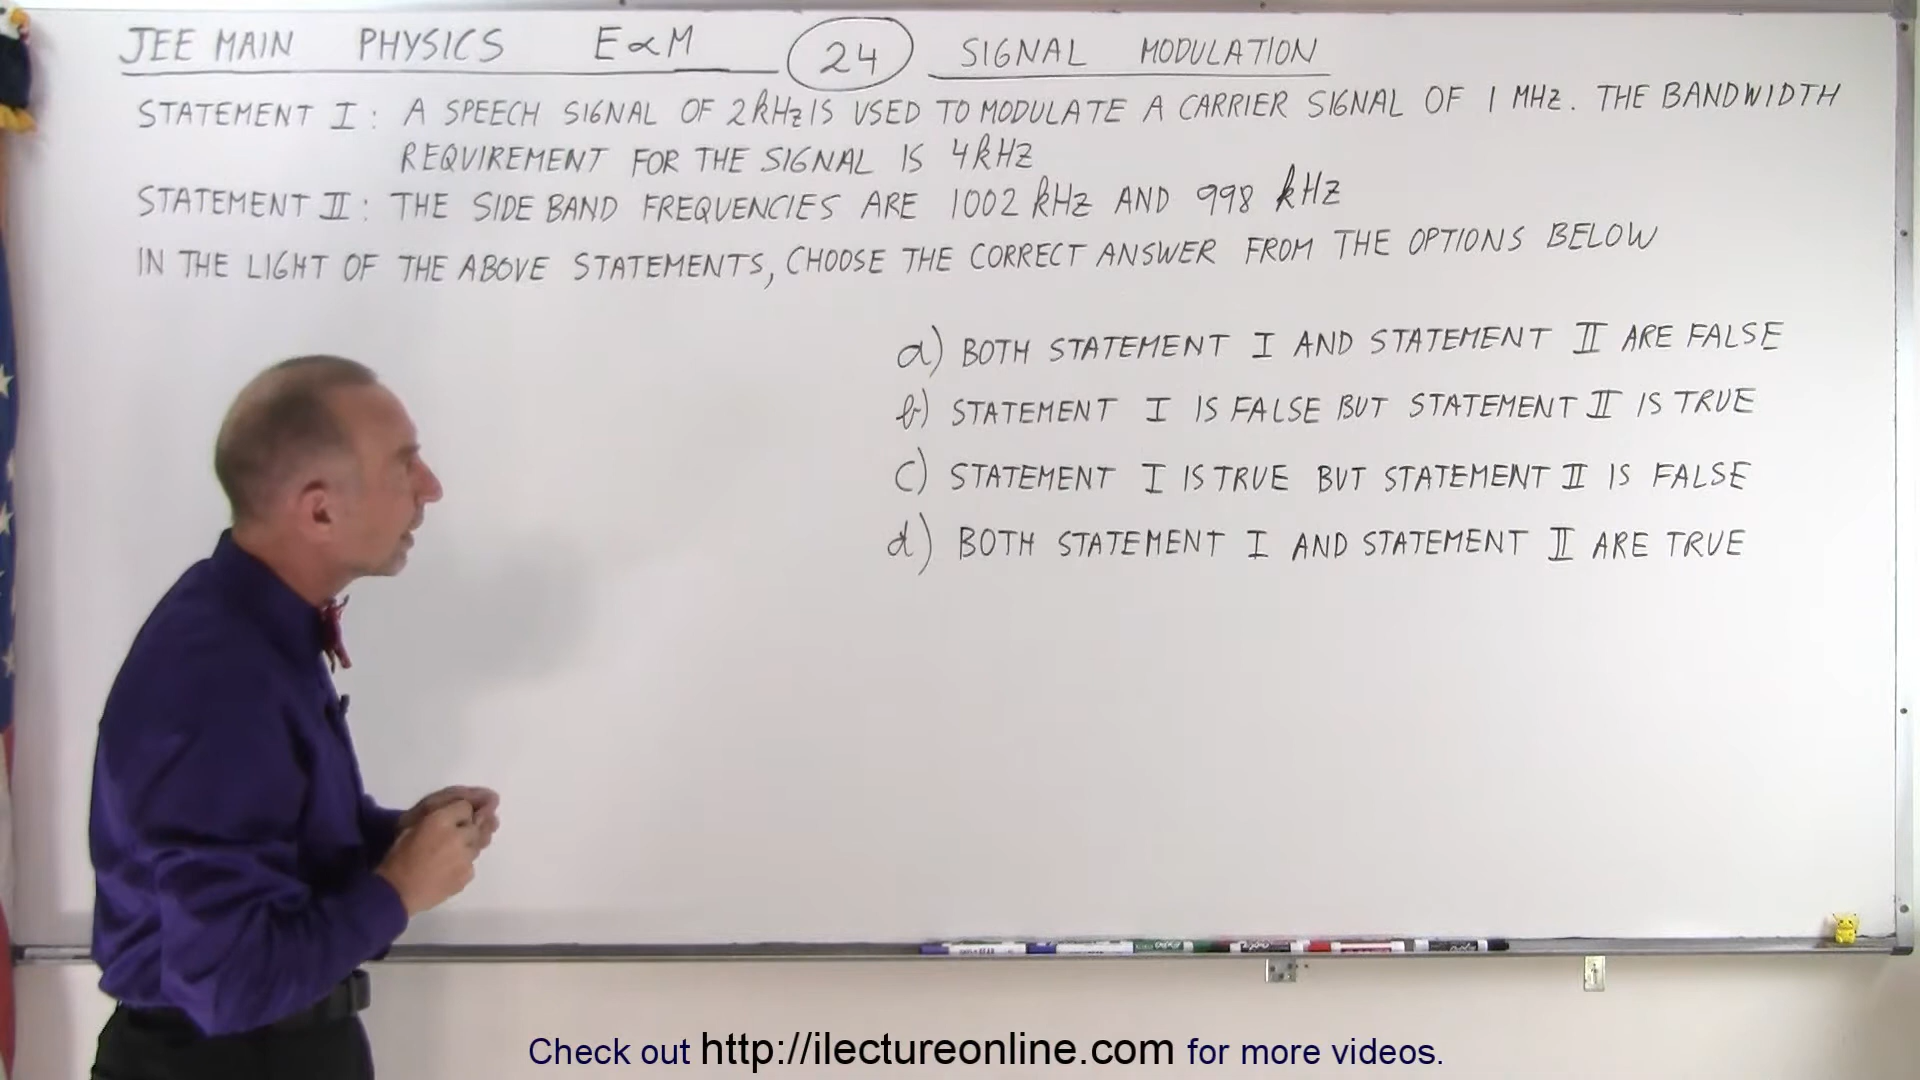 JEE MAIN PHYSICS E&M 24 SIGNAL MODULATION
STATEMENT I: A SPEECH SIGNAL OF 2kHz IS USED TO MODULATE A CARRIER SIGNAL OF 1 MHz. THE BANDWIDTH
REQUIREMENT FOR THE SIGNAL IS 4kHz
STATEMENT II: THE SIDE BAND FREQUENCIES ARE 1002 kHz AND 998 kHz
IN THE LIGHT OF THE ABOVE STATEMENTS, CHOOSE THE CORRECT ANSWER FROM THE OPTIONS BELOW
a) BOTH STATEMENT I AND STATEMENT II ARE FALSE
b) STATEMENT I IS FALSE BUT STATEMENT II IS TRUE
c) STATEMENT I IS TRUE BUT STATEMENT II IS FALSE
d) BOTH STATEMENT I AND STATEMENT II ARE TRUE
Check out http://ilectureonline.com for more videos.